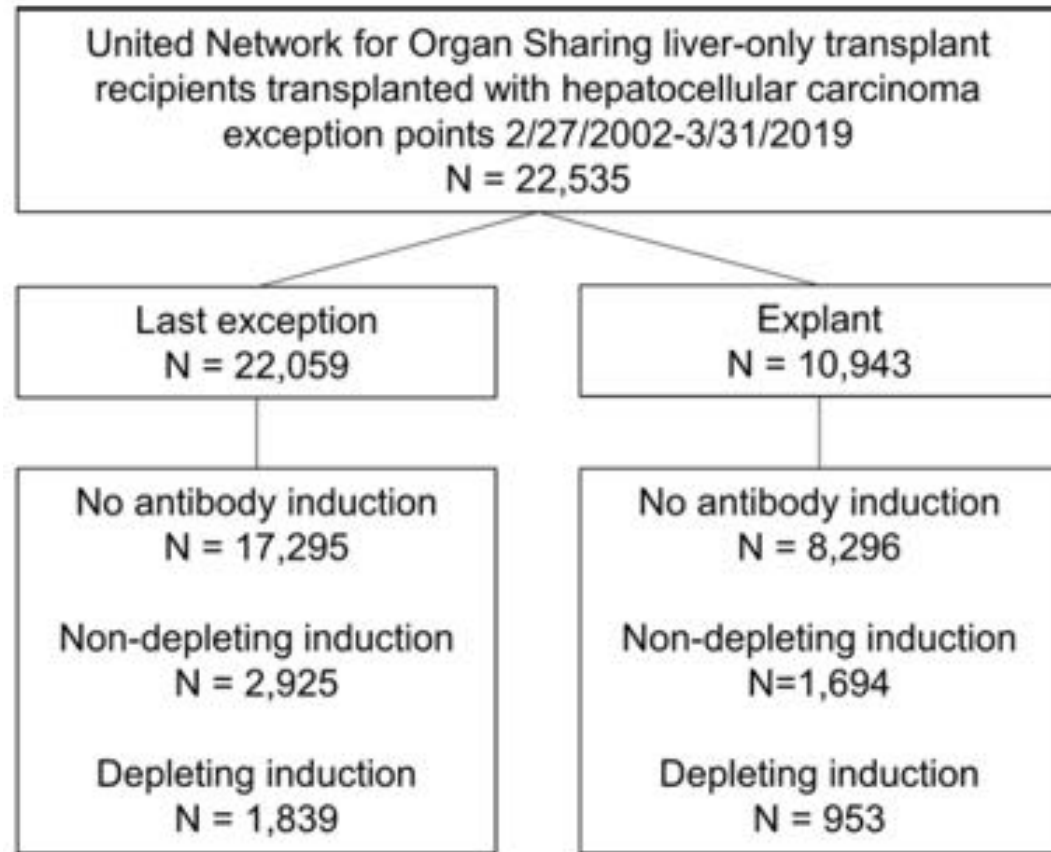 United Network for Organ Sharing liver-only transplant
recipients transplanted with hepatocellular carcinoma
exception points 2/27/2002-3/31/2019
N = 22,535
Last exception
N = 22,059
Explant
N = 10,943
No antibody induction
N = 17,295
Non-depleting induction
N = 2,925
Depleting induction
N = 1,839
No antibody induction
N = 8,296
Non-depleting induction
N=1,694
Depleting induction
N = 953